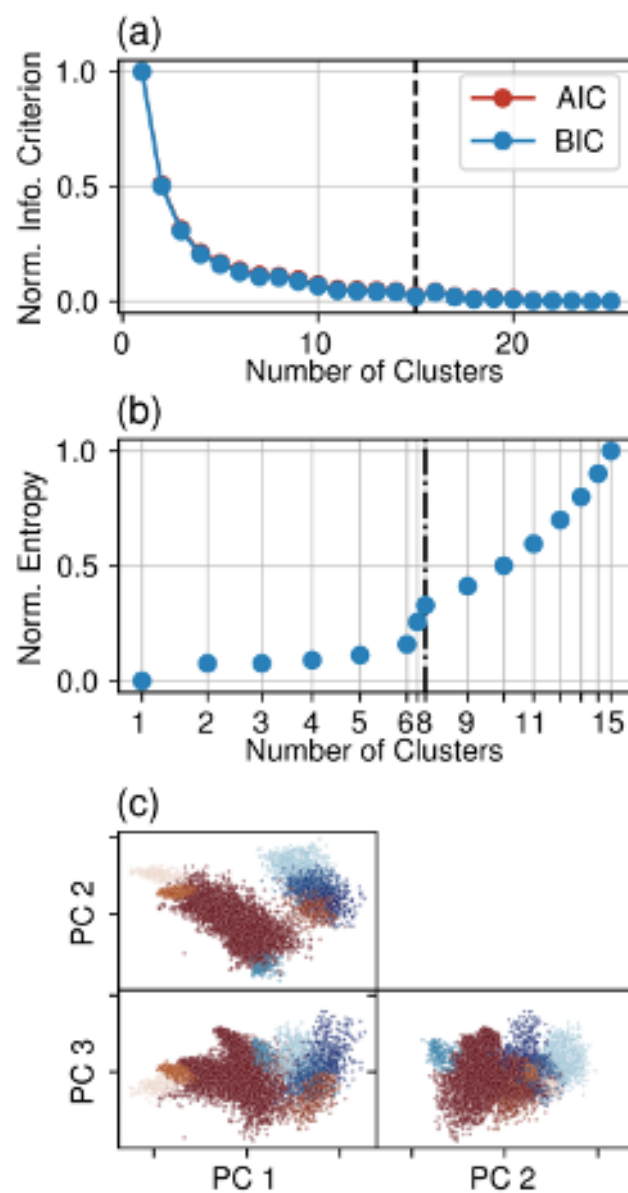 (a)
Norm. Info. Criterion
1.0
0.5
0.0
AIC
BIC
0 10 20
Number of Clusters
(b)
Norm. Entropy
1.0
0.5
0.0
1 2 3 4 5 6 8 9 11 15
Number of Clusters
(c)
PC 2
PC 3
PC 1 PC 2